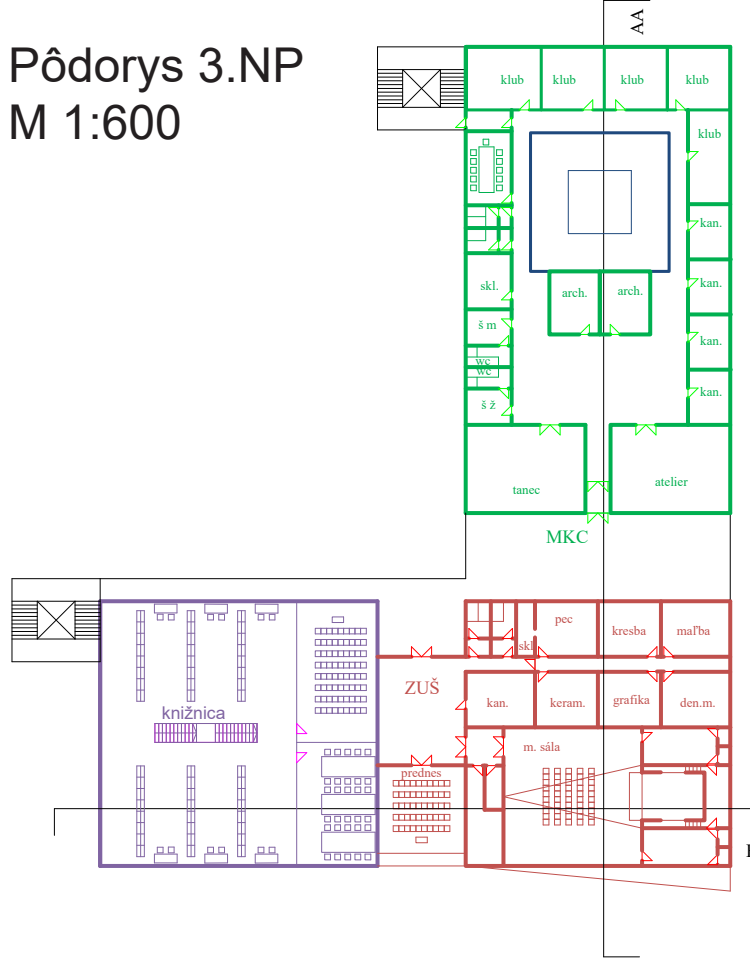 Pôdorys 3.NP
M 1:600
AA
klub
klub
klub
klub
klub
kan.
skl.
arch.
arch.
kan.
š m
kan.
wc
wc
kan.
š ž
tanec
atelier
MKC
pec
kresba
maľba
skl.
ZUŠ
kan.
keram.
grafika
den.m.
knižnica
m. sála
prednes